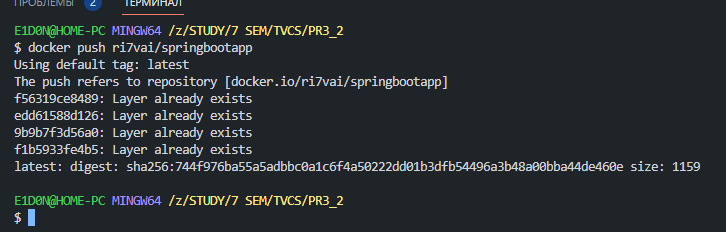 ПРОБЛЕМЫ 2 ТЕРМИНАЛ
E1D0N@HOME-PC MINGW64 /z/STUDY/7 SEM/TVCS/PR3_2
$ docker push ri7vai/springbootapp
Using default tag: latest
The push refers to repository [docker.io/ri7vai/springbootapp]
f56319ce8489: Layer already exists
edd61588d126: Layer already exists
9b9b7f3d56a0: Layer already exists
f1b5933fe4b5: Layer already exists
latest: digest: sha256:744f976ba55a5adbbc0a1c6f4a50222dd01b3dfb54496a3b48a00bba44de460e size: 1159
E1D0N@HOME-PC MINGW64 /z/STUDY/7 SEM/TVCS/PR3_2
$